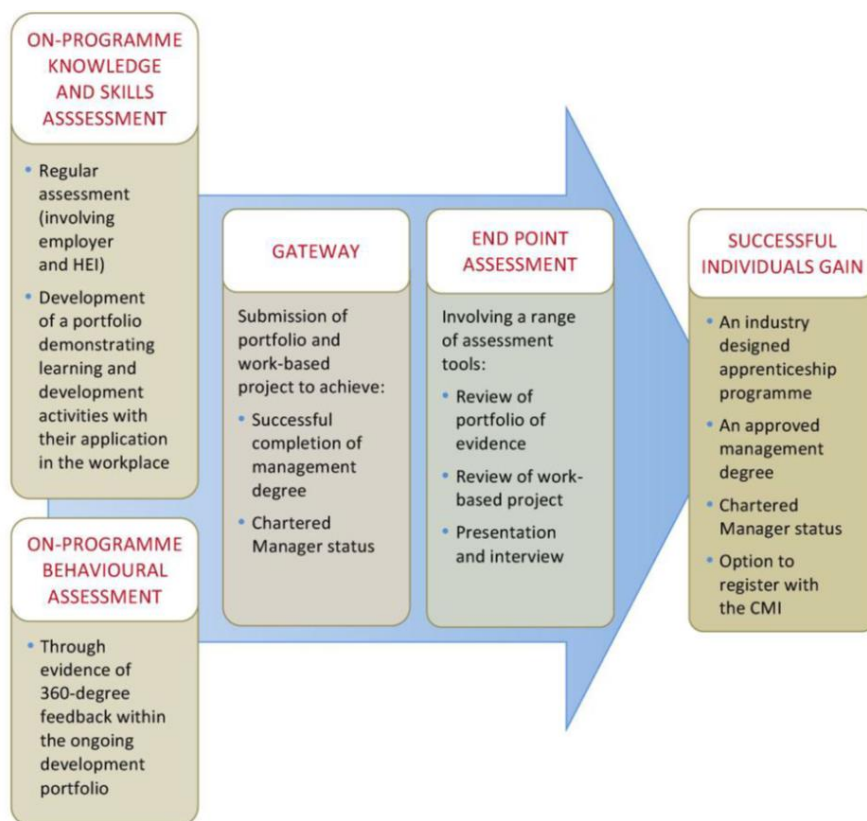 ON-PROGRAMME
KNOWLEDGE
AND SKILLS
ASSSESSMENT
• Regular
assessment
(involving
employer
and HEI)
• Development
of a portfolio
demonstrating
learning and
development
activities with
their application
in the workplace
ON-PROGRAMME
BEHAVIOURAL
ASSESSMENT
• Through
evidence of
360-degree
feedback within
the ongoing
development
portfolio
GATEWAY
Submission of
portfolio and
work-based
project to achieve:
• Successful
completion of
management
degree
• Chartered
Manager status
END POINT
ASSESSMENT
Involving a range
of assessment
tools:
• Review of
portfolio of
evidence
• Review of work-
based project
• Presentation
and interview
SUCCESSFUL
INDIVIDUALS GAIN
• An industry
designed
apprenticeship
programme
• An approved
management
degree
• Chartered
Manager status
• Option to
register with
the CMI